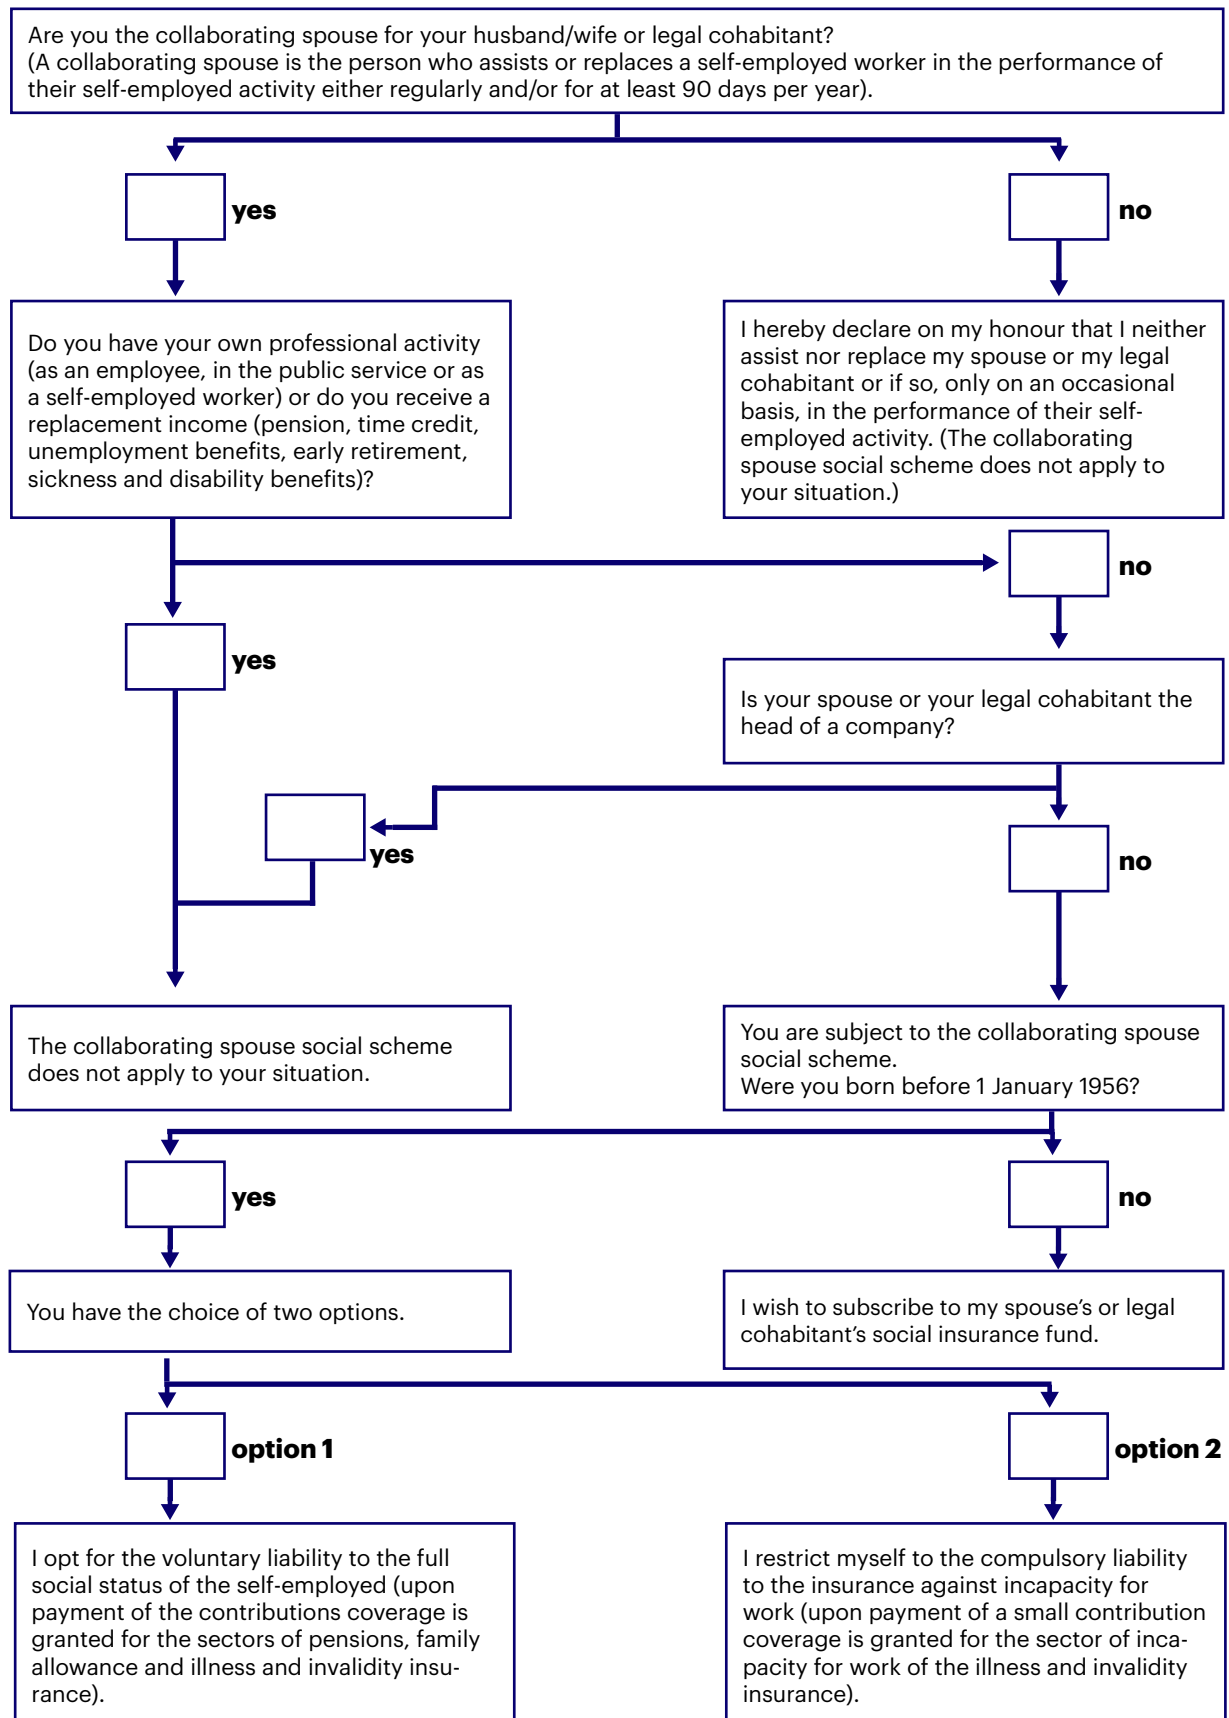 Are you the collaborating spouse for your husband/wife or legal cohabitant?
(A collaborating spouse is the person who assists or replaces a self-employed worker in the performance of
their self-employed activity either regularly and/or for at least 90 days per year).
yes
no
Do you have your own professional activity
(as an employee, in the public service or as
a self-employed worker) or do you receive a
replacement income (pension, time credit,
unemployment benefits, early retirement,
sickness and disability benefits)?
I hereby declare on my honour that I neither
assist nor replace my spouse or my legal
cohabitant or if so, only on an occasional
basis, in the performance of their self-
employed activity. (The collaborating
spouse social scheme does not apply to
your situation.)
no
yes
Is your spouse or your legal cohabitant the
head of a company?
yes
no
The collaborating spouse social scheme
does not apply to your situation.
You are subject to the collaborating spouse
social scheme.
Were you born before 1 January 1956?
yes
no
You have the choice of two options.
I wish to subscribe to my spouse’s or legal
cohabitant’s social insurance fund.
option 1
option 2
I opt for the voluntary liability to the full
social status of the self-employed (upon
payment of the contributions coverage is
granted for the sectors of pensions, family
allowance and illness and invalidity insu-
rance).
I restrict myself to the compulsory liability
to the insurance against incapacity for
work (upon payment of a small contribution
coverage is granted for the sector of inca-
pacity for work of the illness and invalidity
insurance).